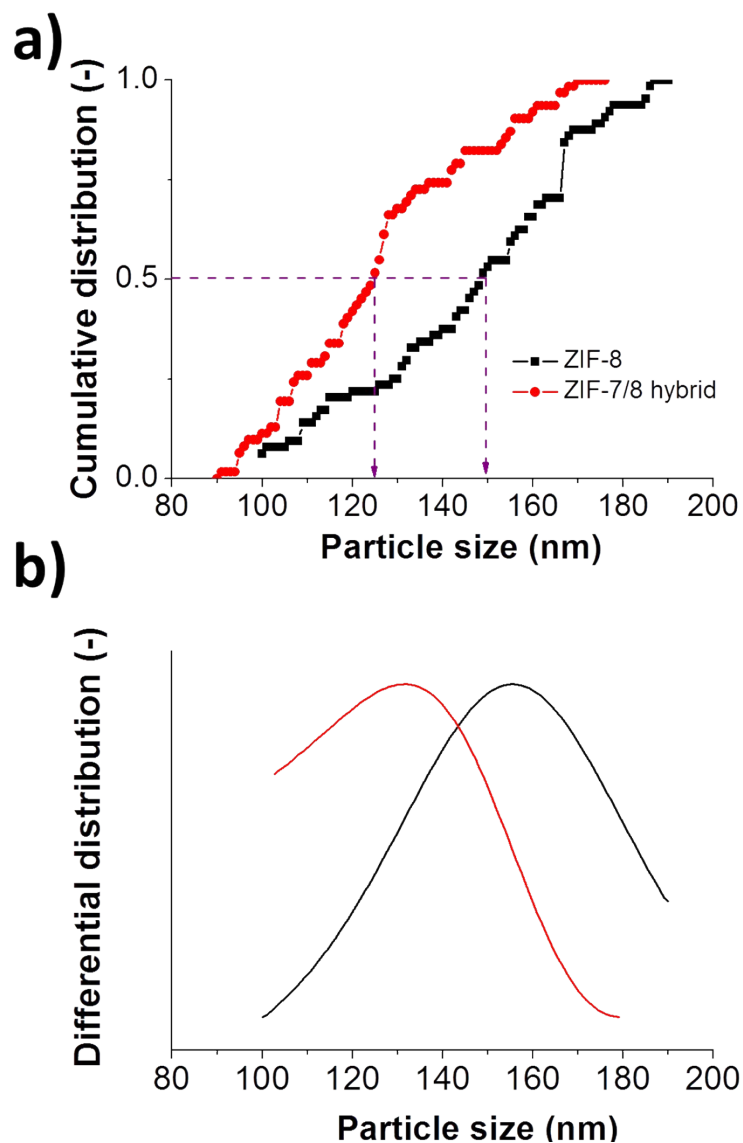 a)
Cumulative distribution (-)
1.0
0.5
0.0
ZIF-8
ZIF-7/8 hybrid
80 100 120 140 160 180 200
Particle size (nm)
b)
Differential distribution (-)
80 100 120 140 160 180 200
Particle size (nm)